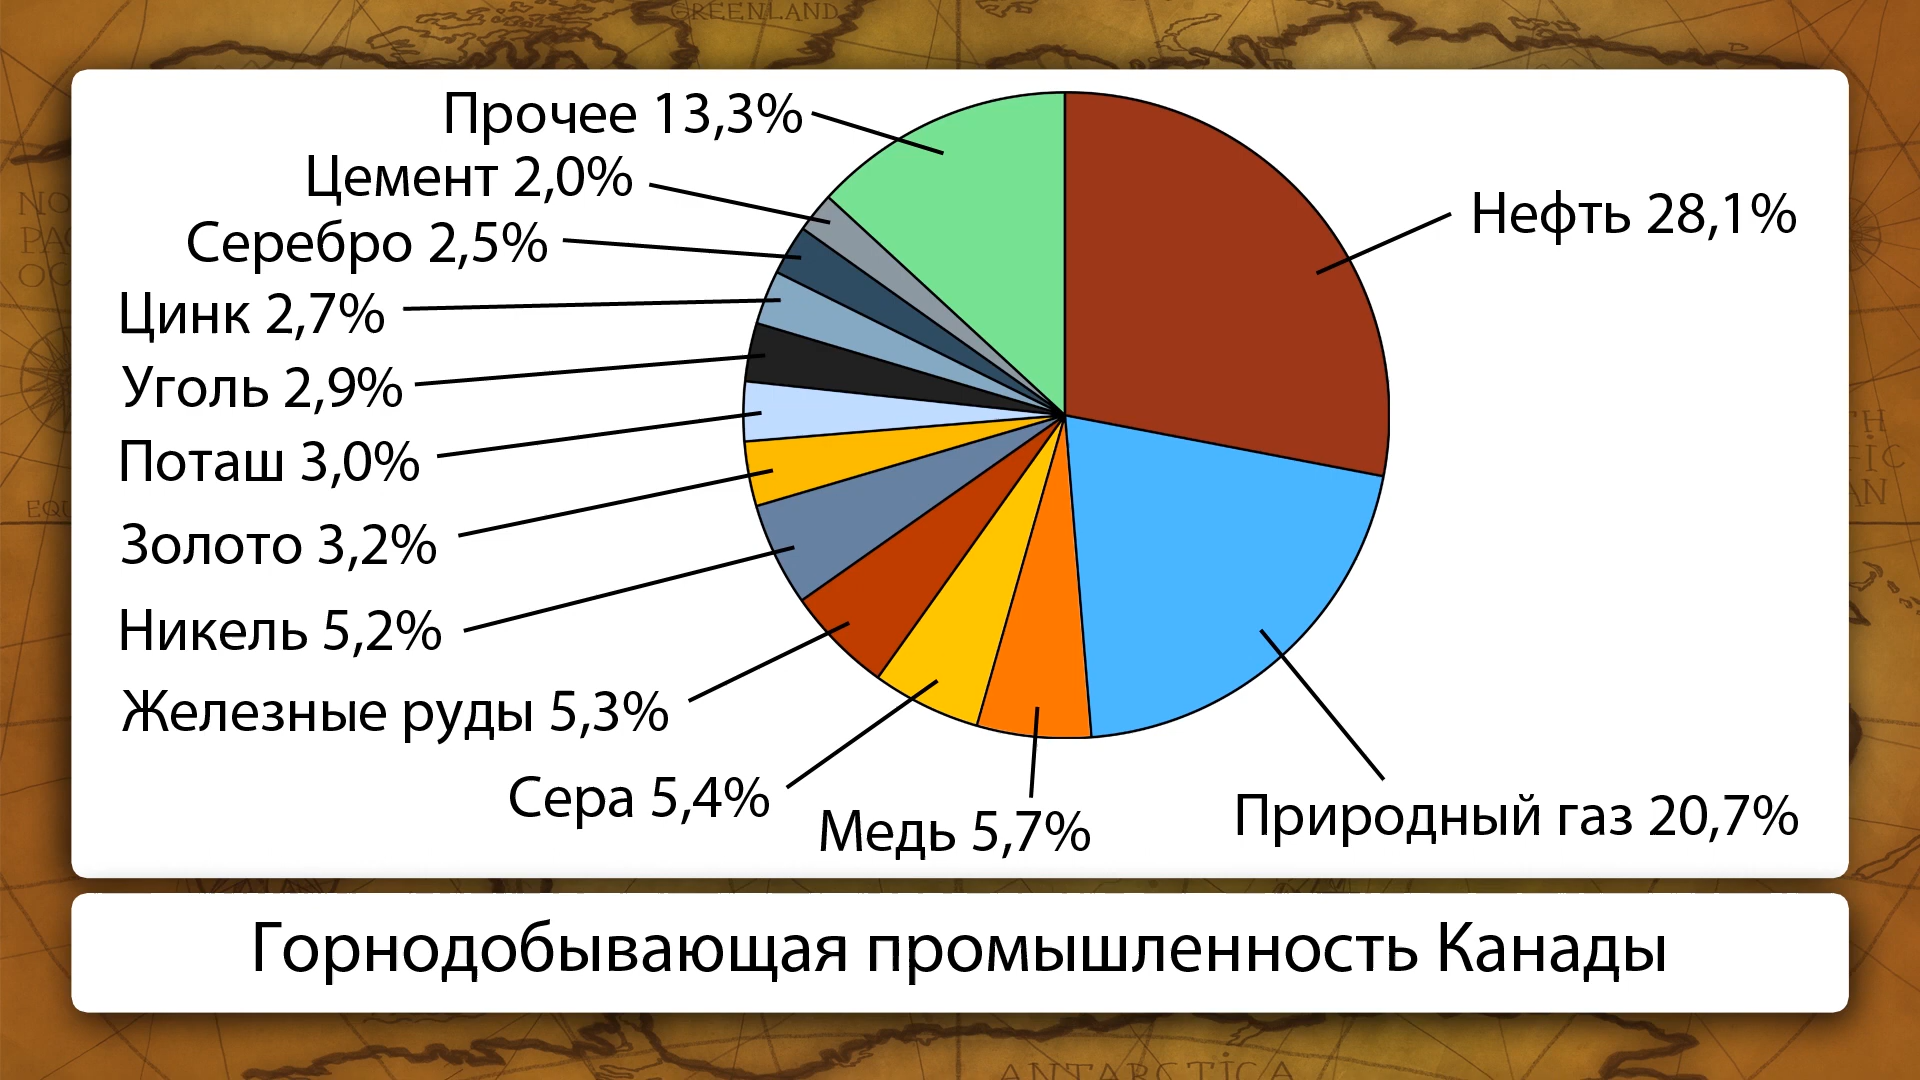 GREENLAND
Прочее 13,3%
Цемент 2,0%
Нефть 28,1%
Серебро 2,5%
Цинк 2,7%
Уголь 2,9%
Поташ 3,0%
Золото 3,2%
Никель 5,2%
Железные руды 5,3%
Сера 5,4%
Медь 5,7%
Природный газ 20,7%
Горнодобывающая промышленность Канады
ANTARCTICA